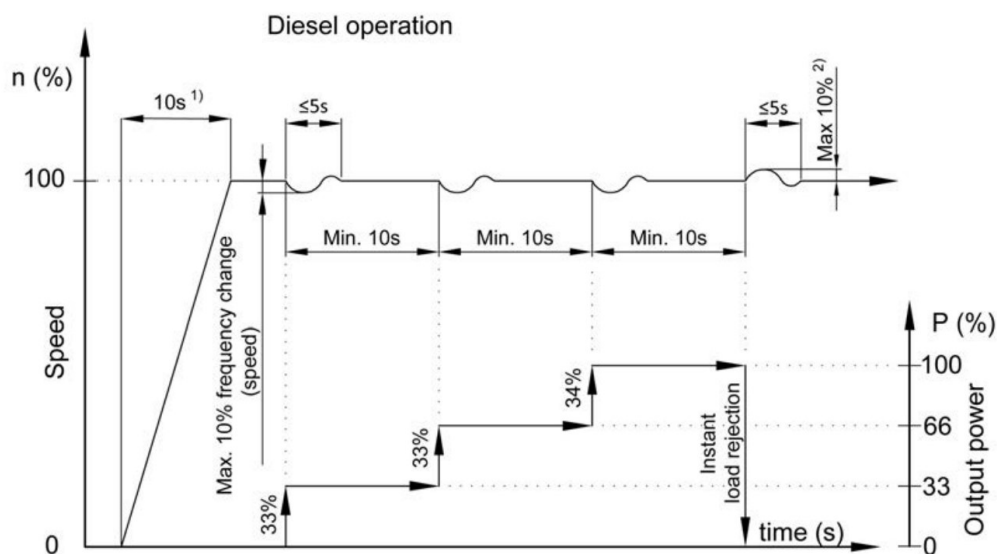 Diesel operation
n (%)
10s 1)
≤5s
≤5s
Max 10% 2)
100
Min. 10s
Min. 10s
Min. 10s
Speed
Max. 10% frequency change
(speed)
P (%)
100
34%
66
Instant
load rejection
Output power
33%
33
33%
time (s)
0
0